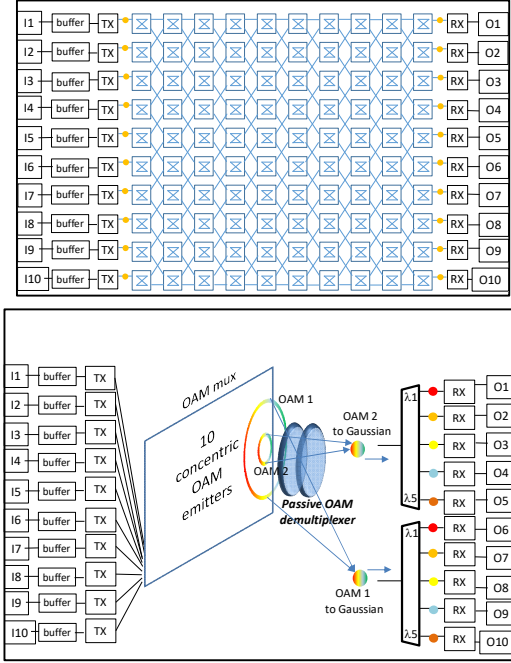 I1 buffer TX RX O1
I2 buffer TX RX O2
I3 buffer TX RX O3
I4 buffer TX RX O4
I5 buffer TX RX O5
I6 buffer TX RX O6
I7 buffer TX RX O7
I8 buffer TX RX O8
I9 buffer TX RX O9
I10 buffer TX RX O10
I1 buffer TX
I2 buffer TX
I3 buffer TX
I4 buffer TX
I5 buffer TX
I6 buffer TX
I7 buffer TX
I8 buffer TX
I9 buffer TX
I10 buffer TX
OAM mux
10
concentric
OAM
emitters
OAM 1
OAM 2
Passive OAM
demultiplexer
OAM 2
to Gaussian
OAM 1
to Gaussian
λ1
λ5
λ1
λ5
RX O1
RX O2
RX O3
RX O4
RX O5
RX O6
RX O7
RX O8
RX O9
RX O10